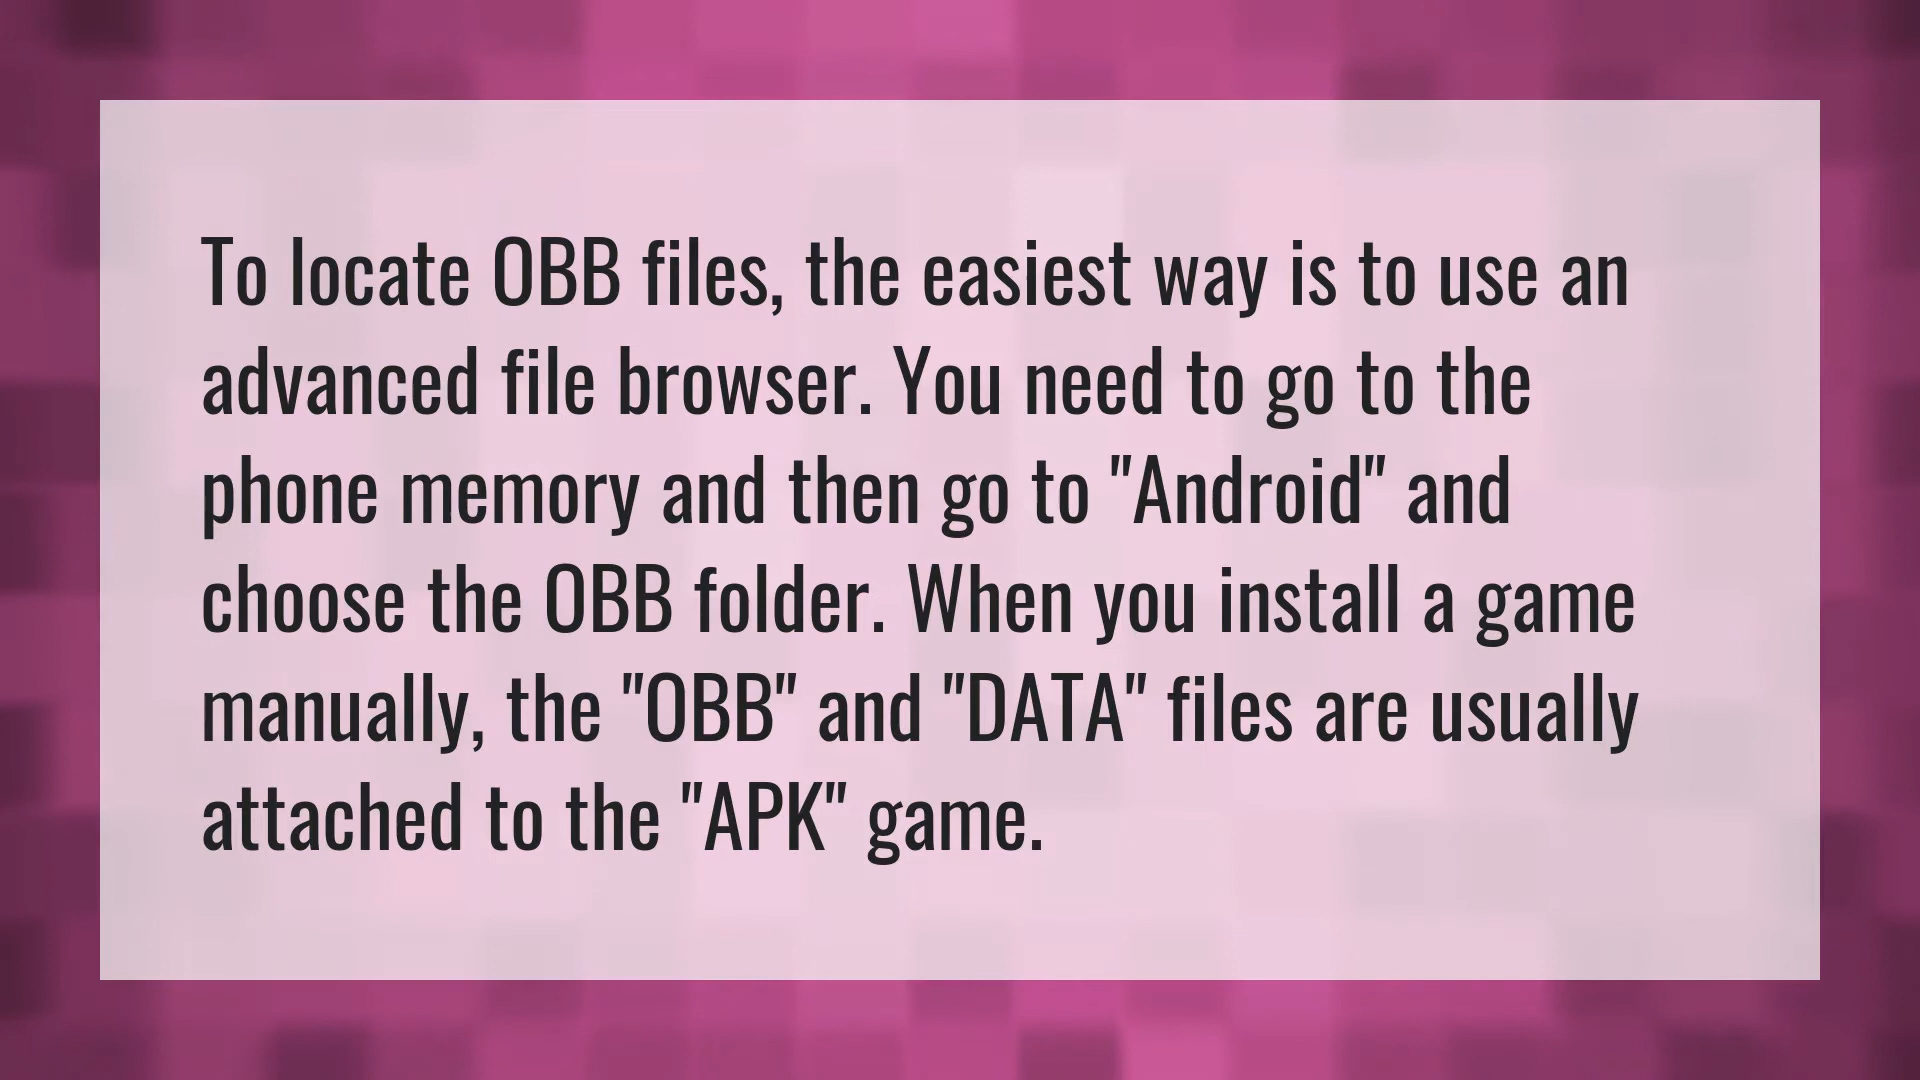 To locate OBB files, the easiest way is to use an
advanced file browser. You need to go to the
phone memory and then go to "Android" and
choose the OBB folder. When you install a game
manually, the "OBB" and "DATA" files are usually
attached to the "APK" game.